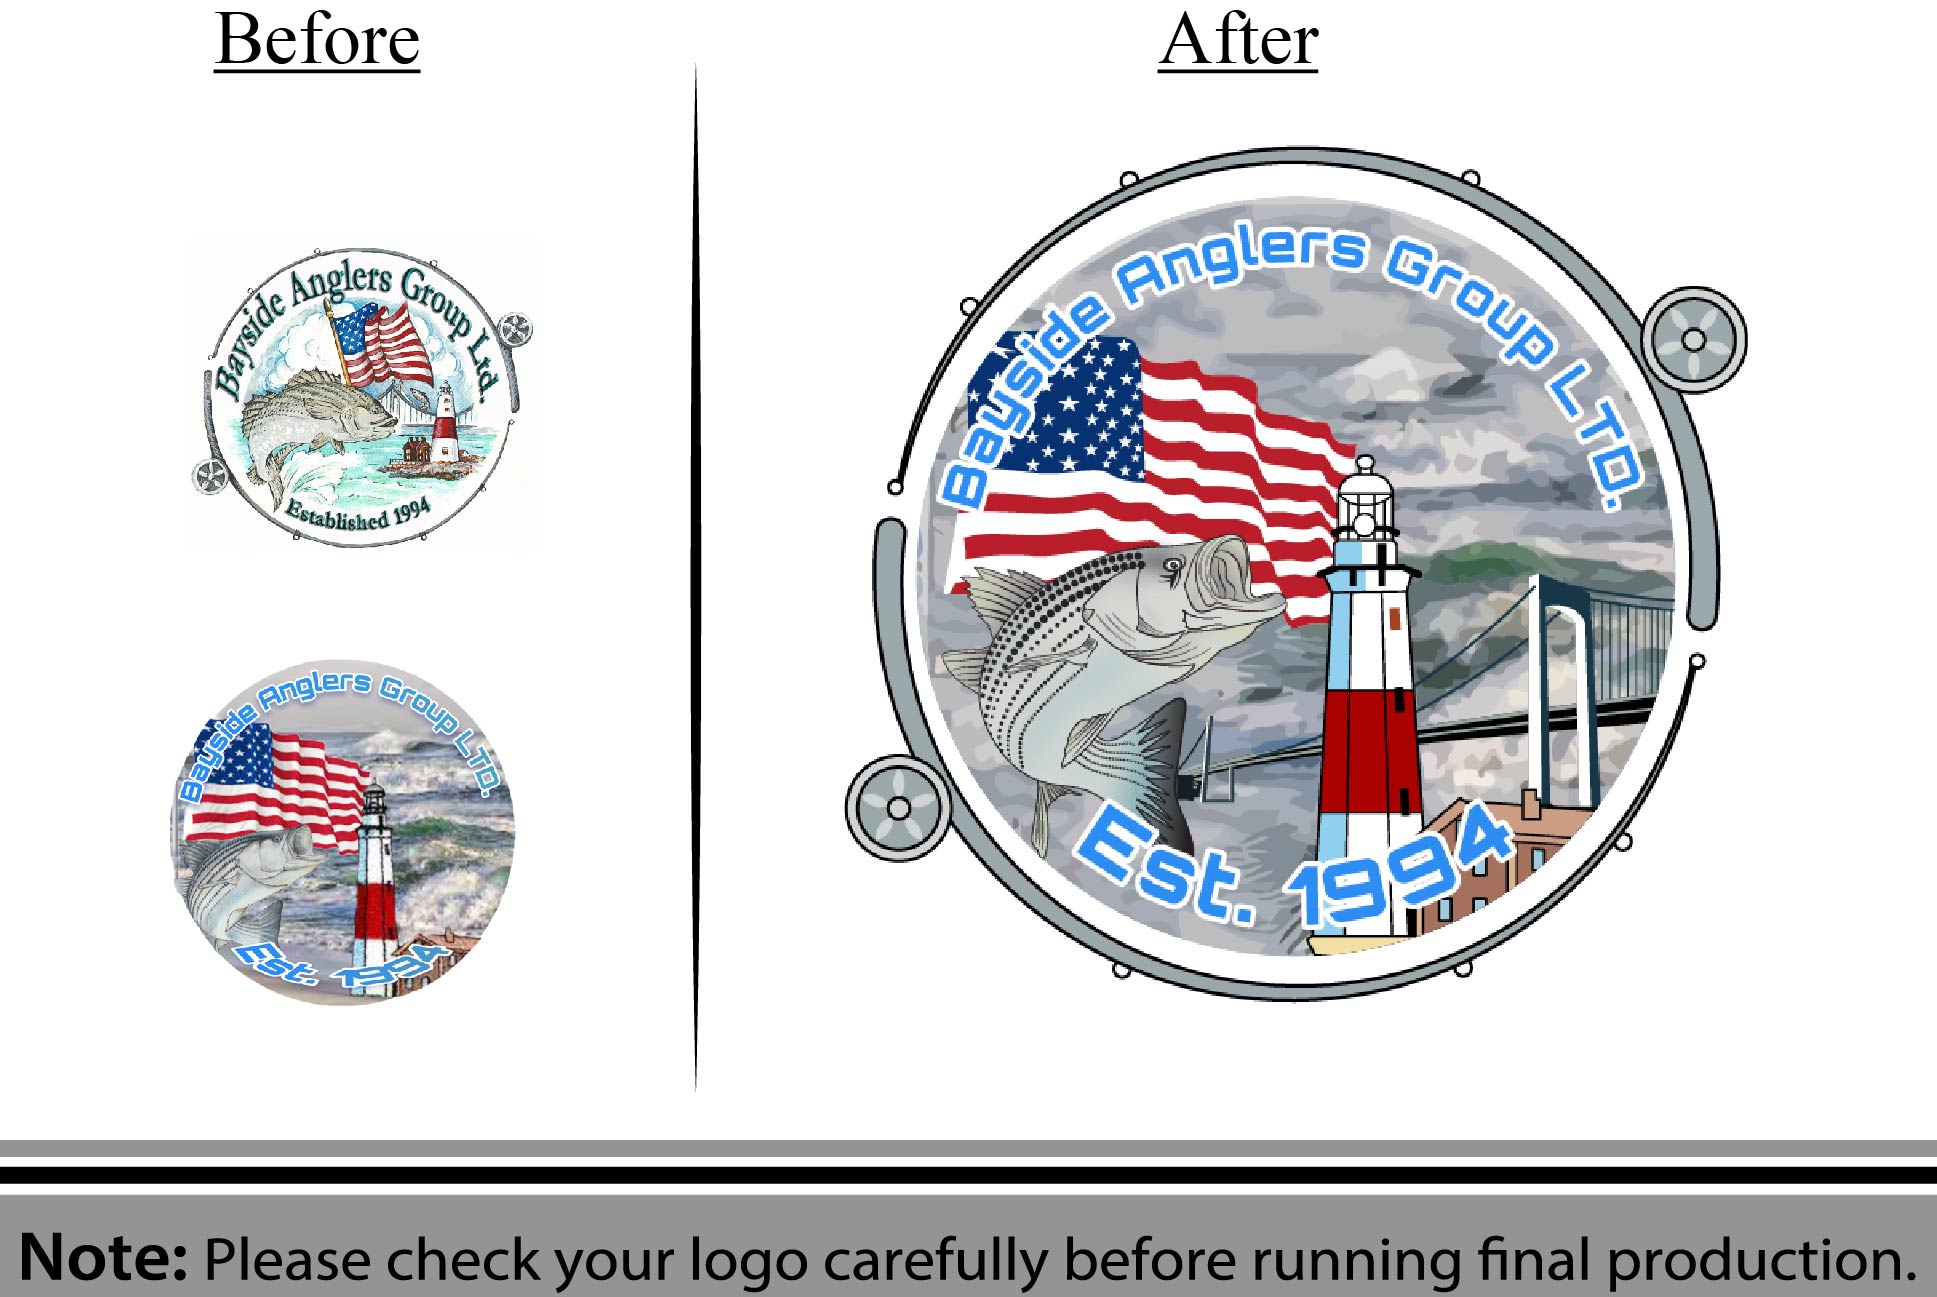 Before
After
Bayside Anglers Group Ltd.
Established 1994
Bayside Anglers Group LTD.
Est. 1994
Bayside Anglers Group LTD.
Est. 1994
Note: Please check your logo carefully before running final production.